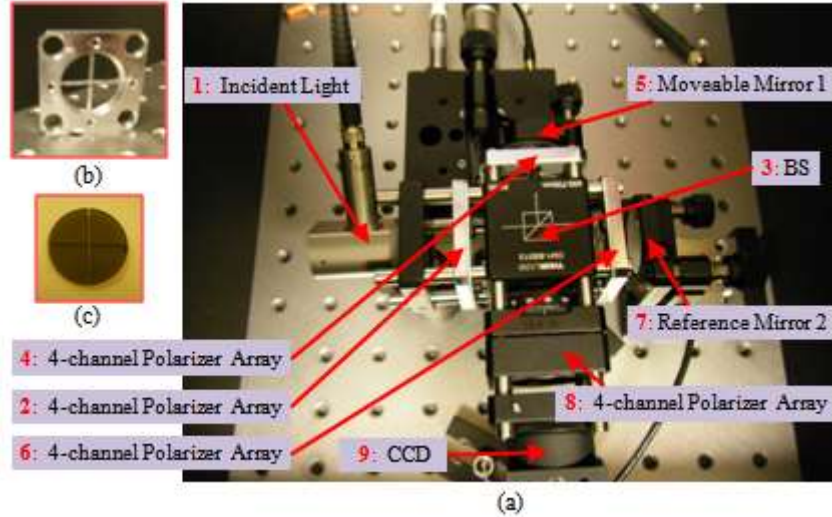 1: Incident Light
5: Moveable Mirror 1
3: BS
(b)
(c)
7: Reference Mirror 2
4: 4-channel Polarizer Array
2: 4-channel Polarizer Array
8: 4-channel Polarizer Array
6: 4-channel Polarizer Array
9: CCD
(a)